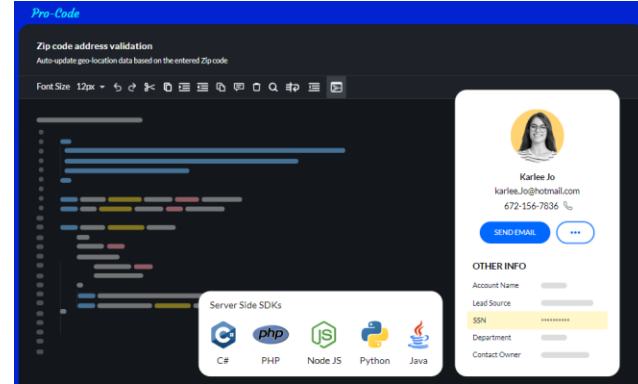 Pro-Code
Zip code address validation
Auto-update geo-location data based on the entered Zip code
Font Size 12px
Karlee Jo
karlee.Jo@hotmail.com
672-156-7836
SEND EMAIL
OTHER INFO
Account Name
Lead Source
SSN
Department
Contact Owner
Server Side SDKs
C
php
JS
C#
PHP
Node JS
Python
Java